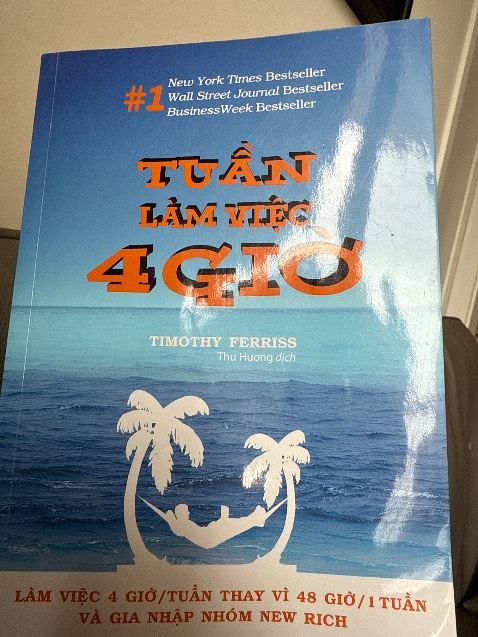 #1 New York Times Bestseller
Wall Street Journal Bestseller
BusinessWeek Bestseller
TUẦN
LÀM VIỆC
4 GIỜ
TIMOTHY FERRISS
Thu Hương dịch
LÀM VIỆC 4 GIỜ/TUẦN THAY VÌ 48 GIỜ/1 TUẦN
VÀ GIA NHẬP NHÓM NEW RICH